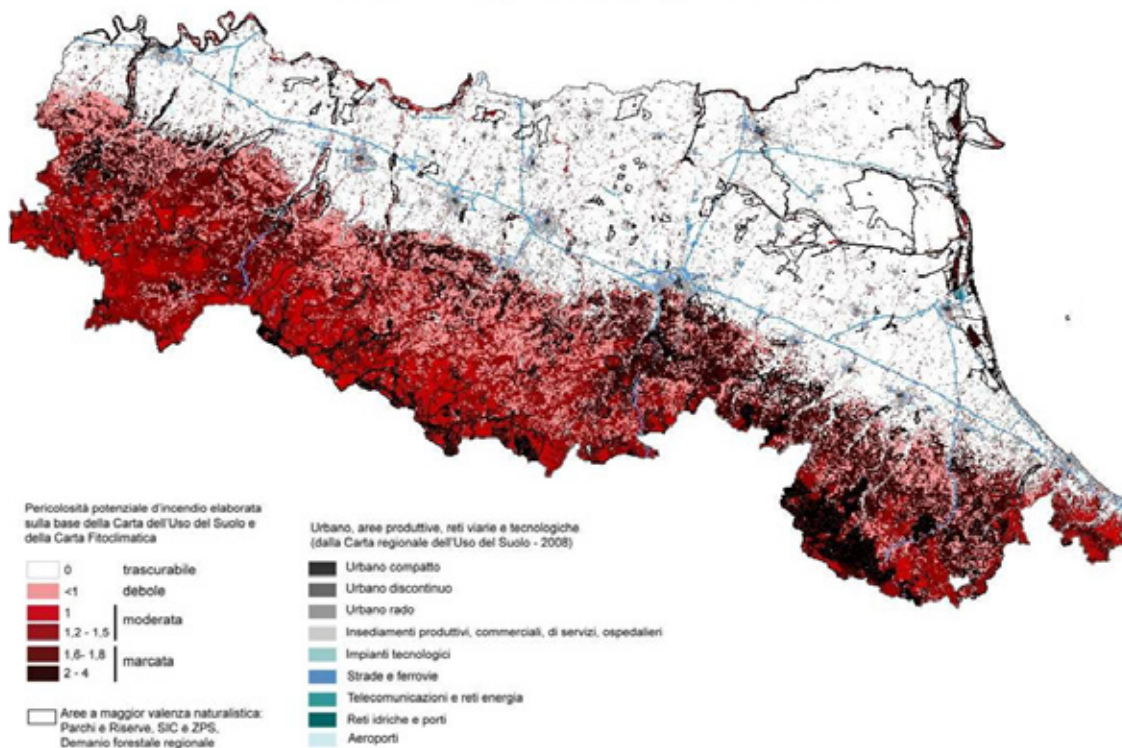 Pericolosità potenziale d'incendio elaborata
sulla base della Carta dell'Uso del Suolo e
della Carta Fitoclimatica
0 trascurabile
<1 debole
1
moderata
1,2 - 1,5
1,6- 1,8
marcata
2 - 4
Aree a maggior valenza naturalistica:
Parchi e Riserve, SIC e ZPS,
Demanio forestale regionale
Urbano, aree produttive, reti viarie e tecnologiche
(dalla Carta regionale dell'Uso del Suolo - 2008)
Urbano compatto
Urbano discontinuo
Urbano rado
Insediamenti produttivi, commerciali, di servizi, ospedalieri
Impianti tecnologici
Strade e ferrovie
Telecomunicazioni e reti energia
Reti idriche e porti
Aeroporti